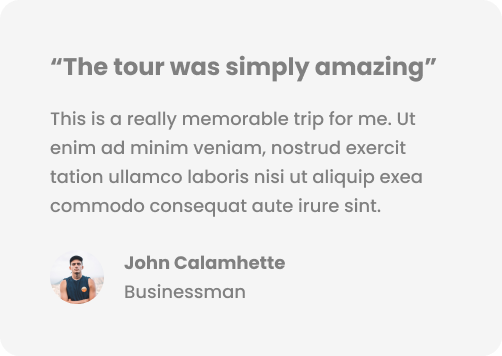 “The tour was simply amazing”
This is a really memorable trip for me. Ut
enim ad minim veniam, nostrud exercit
tation ullamco laboris nisi ut aliquip exea
commodo consequat aute irure sint.
John Calamhette
Businessman